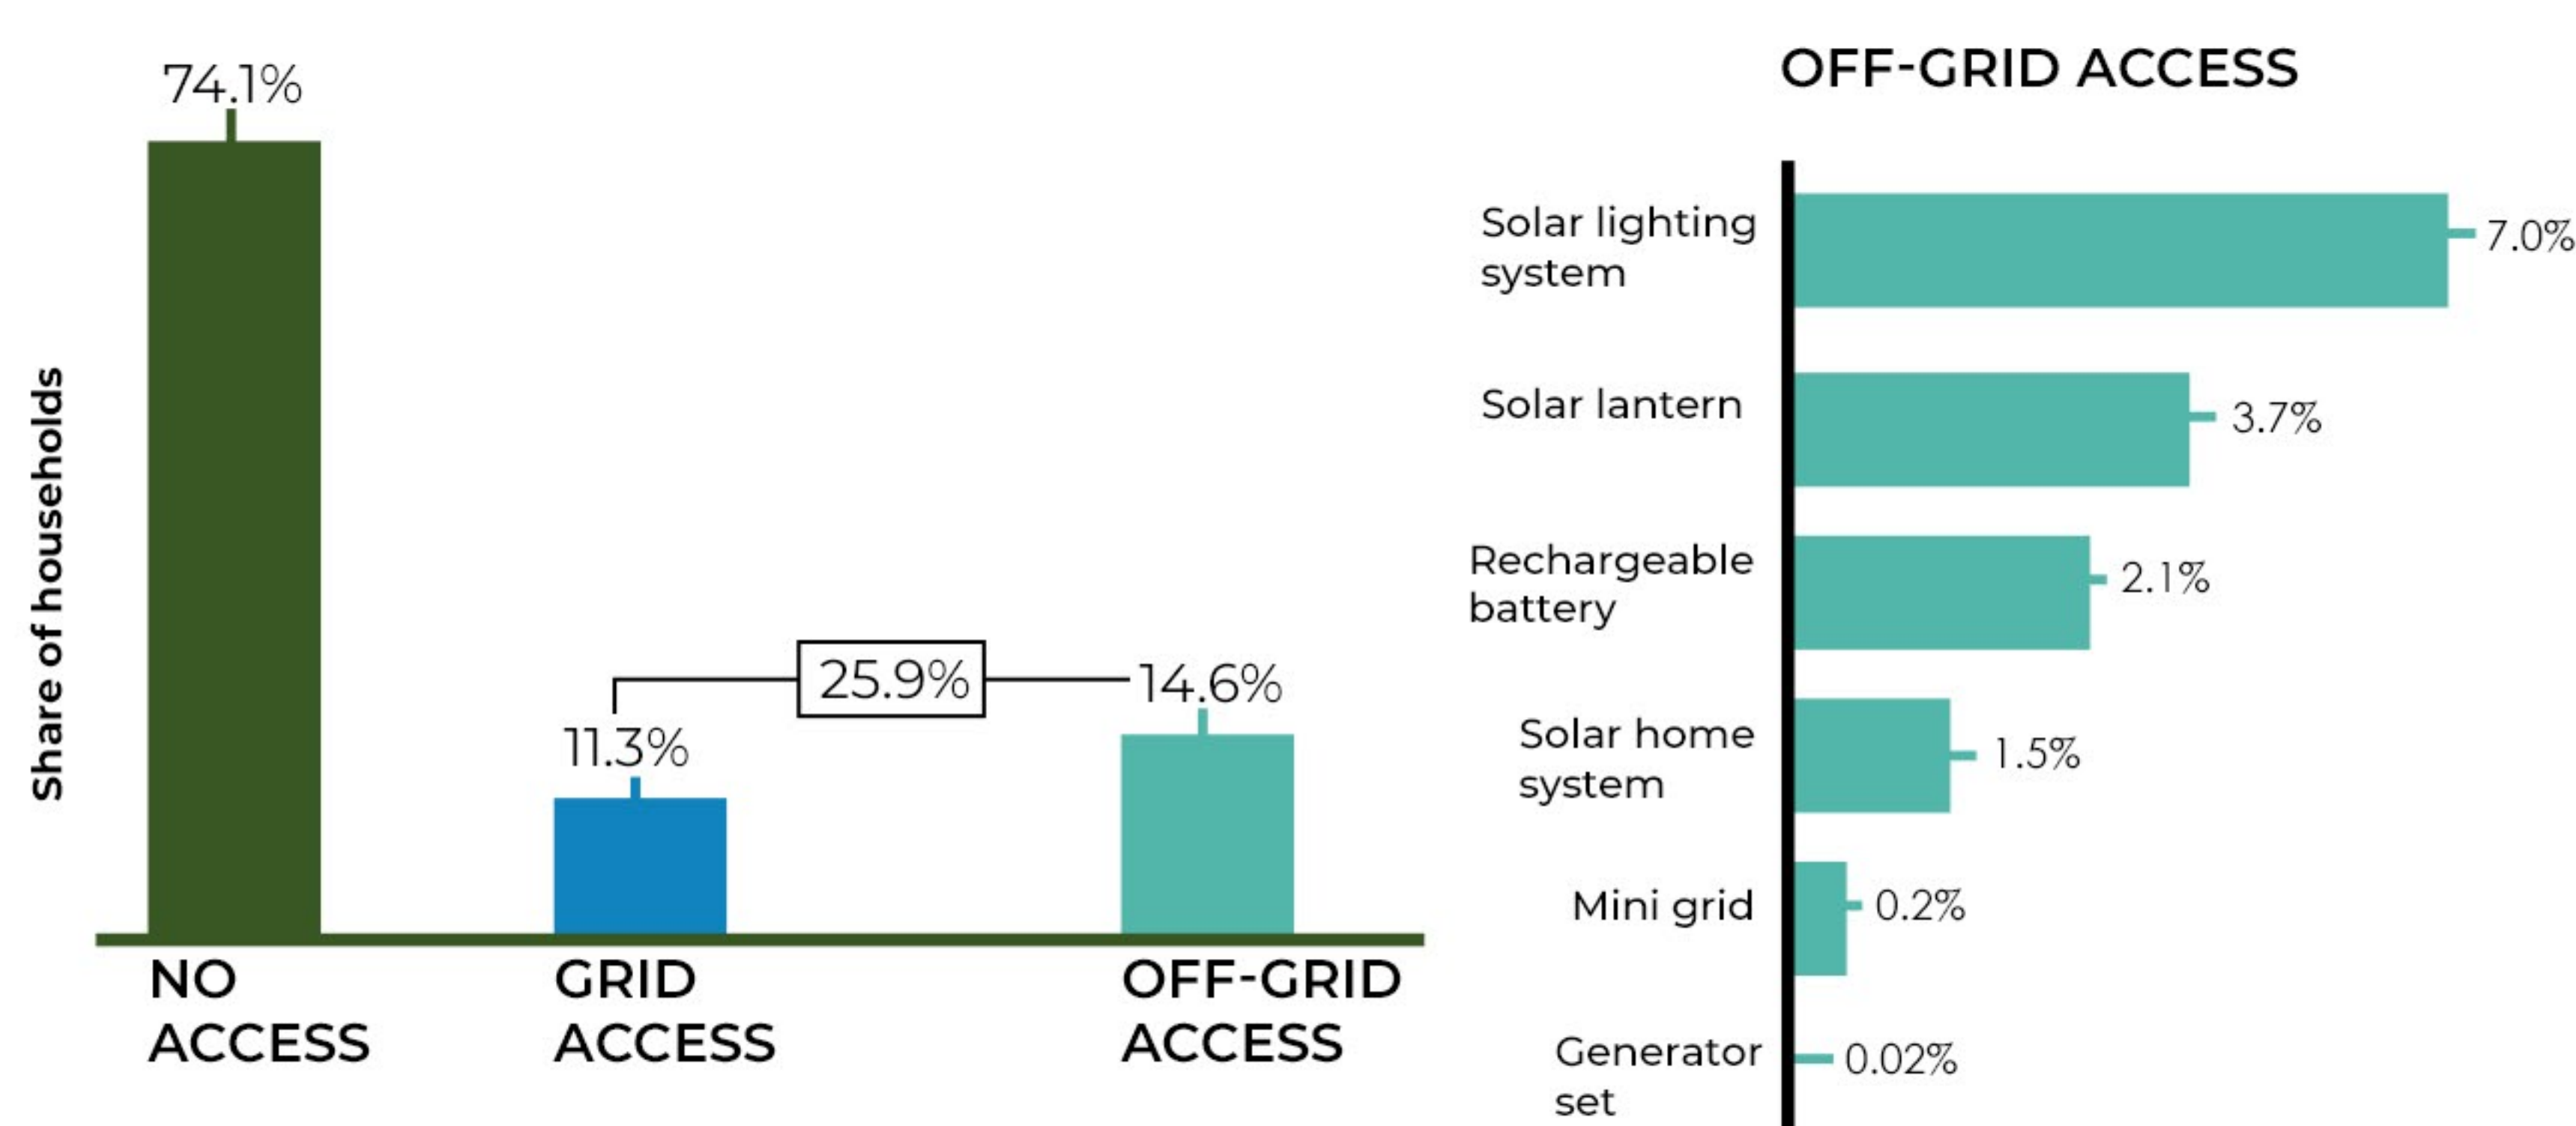 Share of households
74.1%
11.3%
25.9%
14.6%
NO
ACCESS
GRID
ACCESS
OFF-GRID
ACCESS
OFF-GRID ACCESS
Solar lighting
system
7.0%
Solar lantern
3.7%
Rechargeable
battery
2.1%
Solar home
system
1.5%
Mini grid
0.2%
Generator
set
0.02%